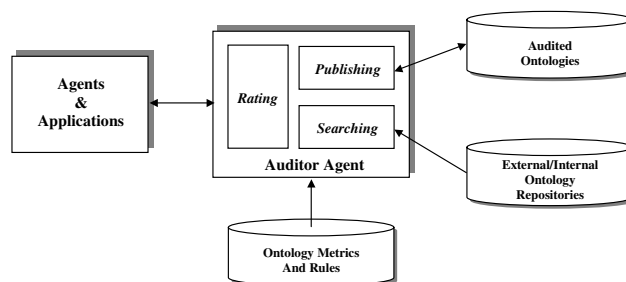 Agents
&
Applications
Rating
Publishing
Searching
Auditor Agent
Audited
Ontologies
External/Internal
Ontology
Repositories
Ontology Metrics
And Rules